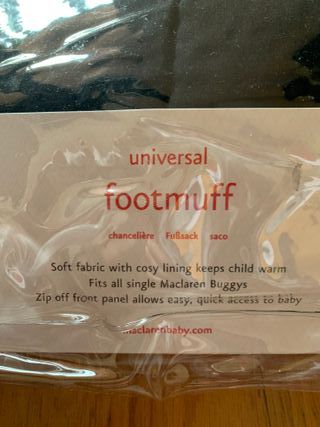 universal
footmuff
chancelière Fußsack saco
Soft fabric with cosy lining keeps child warm
Fits all single Maclaren Buggys
Zip off front panel allows easy, quick access to baby
maclarenbaby.com